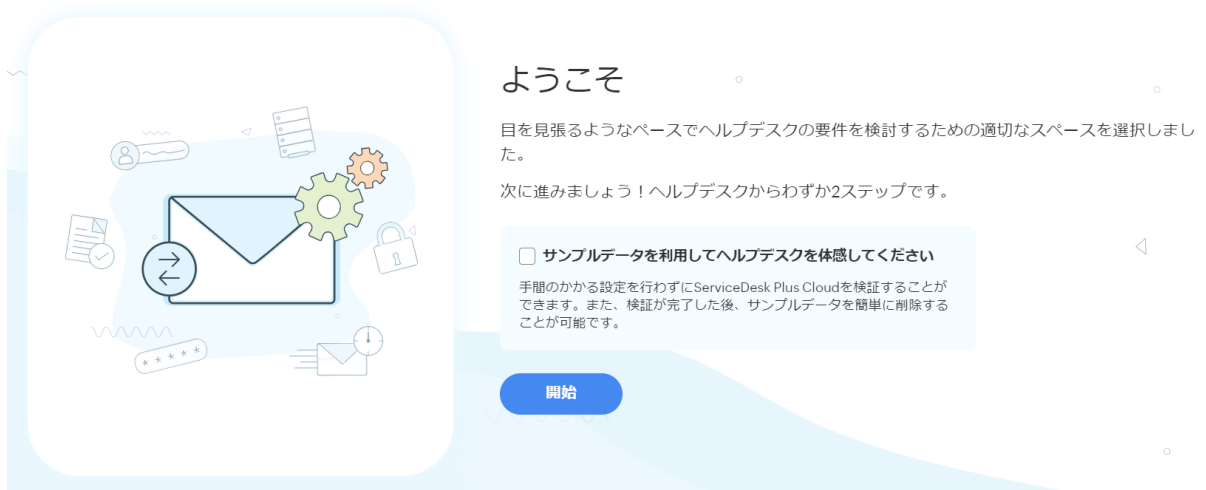 ようこそ
目を見張るようなペースでヘルプデスクの要件を検討するための適切なスペースを選択しまし
た。
次に進みましょう！ヘルプデスクからわずか2ステップです。
サンプルデータを利用してヘルプデスクを体感してください
手間のかかる設定を行わずにServiceDesk Plus Cloudを検証することが
できます。また、検証が完了した後、サンプルデータを簡単に削除する
ことが可能です。
開始